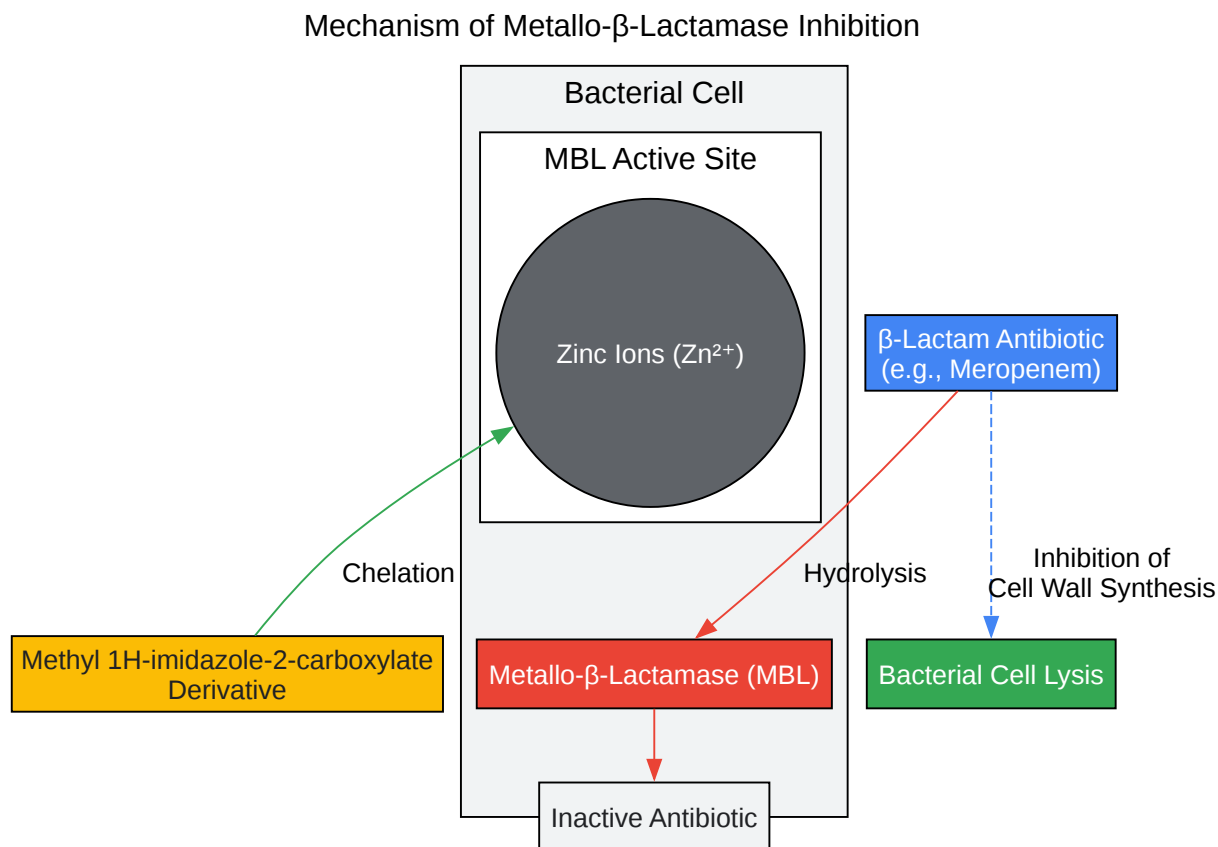 Mechanism of Metallo-β-Lactamase Inhibition
Bacterial Cell
MBL Active Site
Zinc Ions (Zn²⁺)
β-Lactam Antibiotic
(e.g., Meropenem)
Chelation
Hydrolysis
Inhibition of
Cell Wall Synthesis
Methyl 1H-imidazole-2-carboxylate
Derivative
Metallo-β-Lactamase (MBL)
Bacterial Cell Lysis
Inactive Antibiotic